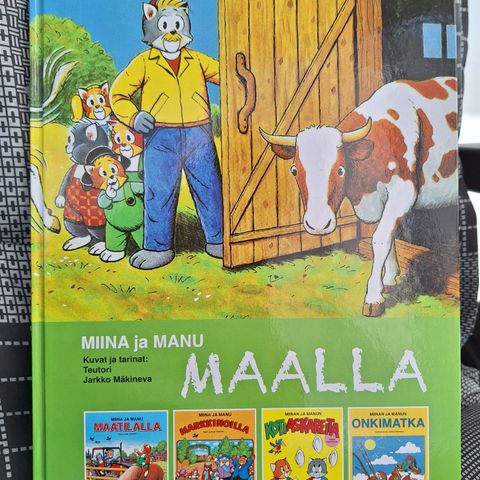 MIINA ja MANU
Kuvat ja tarinat:
Teutori
Jarkko Mäkineva
MAALLA
MIINA JA MANU
MAATILALLA
MIINA JA MANU
MARKKINOILLA
MIINAN JA MANUN
KOTIASKAREITA
MIINAN JA MANUN
ONKIMATKA